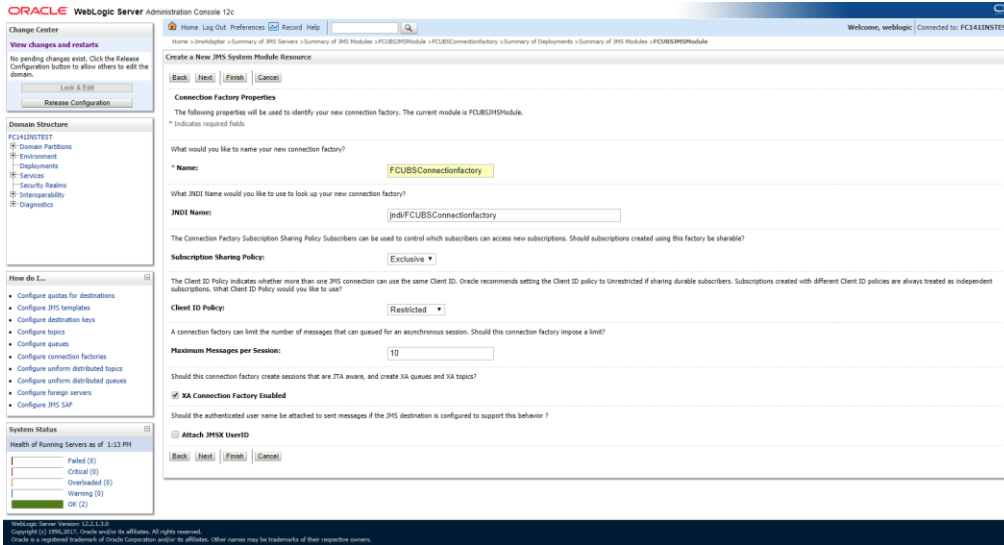 ORACLE WebLogic Server Administration Console 12c
Change Center
View changes and restarts
No pending changes exist. Click the Release
Configuration button to allow others to edit the
domain.
Lock & Edit
Release Configuration
Domain Structure
FC141INSTEST
Domain Partitions
Environment
Deployments
Services
Security Realms
Interoperability
Diagnostics
How do I...
Configure quotas for destinations
Configure JMS templates
Configure destination keys
Configure topics
Configure queues
Configure connection factories
Configure uniform distributed topics
Configure uniform distributed queues
Configure foreign servers
Configure JMS SAF
System Status
Health of Running Servers as of 1:13 PM
Failed (0)
Critical (0)
Overloaded (0)
Warning (0)
OK (2)
Home Log Out Preferences Record Help
Welcome, weblogic Connected to: FC141INSTES
Home >JmsAdapter >Summary of JMS Servers >Summary of JMS Modules >FCUBSJMSModule >FCUBSConnectionfactory >Summary of Deployments >Summary of JMS Modules >FCUBSJMSModule
Create a New JMS System Module Resource
Back Next Finish Cancel
Connection Factory Properties
The following properties will be used to identify your new connection factory. The current module is FCUBSJMSModule.
* Indicates required fields
What would you like to name your new connection factory?
* Name: FCUBSConnectionfactory
What JNDI Name would you like to use to look up your new connection factory?
JNDI Name: jndi/FCUBSConnectionfactory
The Connection Factory Subscription Sharing Policy Subscribers can be used to control which subscribers can access new subscriptions. Should subscriptions created using this factory be sharable?
Subscription Sharing Policy: Exclusive
The Client ID Policy indicates whether more than one JMS connection can use the same Client ID. Oracle recommends setting the Client ID policy to Unrestricted if sharing durable subscribers. Subscriptions created with different Client ID policies are always treated as independent
subscriptions. What Client ID Policy would you like to use?
Client ID Policy: Restricted
A connection factory can limit the number of messages that can queued for an asynchronous session. Should this connection factory impose a limit?
Maximum Messages per Session: 10
Should this connection factory create sessions that are JTA aware, and create XA queues and XA topics?
XA Connection Factory Enabled
Should the authenticated user name be attached to sent messages if the JMS destination is configured to support this behavior ?
Attach JMSX UserID
Back Next Finish Cancel
WebLogic Server Version: 12.2.1.3.0
Copyright (c) 1996,2017, Oracle and/or its affiliates. All rights reserved.
Oracle is a registered trademark of Oracle Corporation and/or its affiliates. Other names may be trademarks of their respective owners.